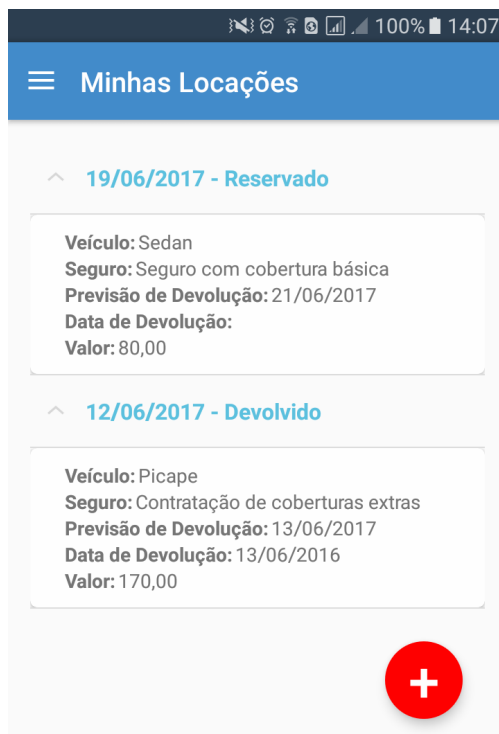 100% 14:07
Minhas Locações
19/06/2017 - Reservado
Veículo: Sedan
Seguro: Seguro com cobertura básica
Previsão de Devolução: 21/06/2017
Data de Devolução:
Valor: 80,00
12/06/2017 - Devolvido
Veículo: Picape
Seguro: Contratação de coberturas extras
Previsão de Devolução: 13/06/2017
Data de Devolução: 13/06/2016
Valor: 170,00
+